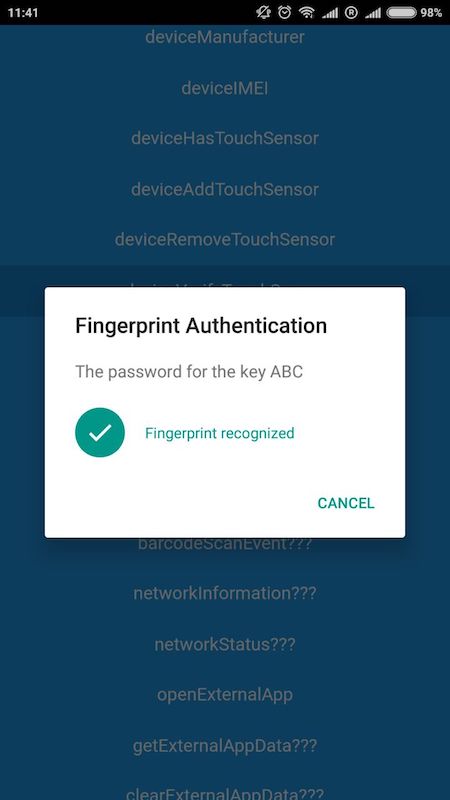 11:41
R
98%
deviceManufacturer
deviceIMEI
deviceHasTouchSensor
deviceAddTouchSensor
deviceRemoveTouchSensor
Fingerprint Authentication
The password for the key ABC
Fingerprint recognized
CANCEL
barcodeScanEvent???
networkInformation???
networkStatus???
openExternalApp
getExternalAppData???
clearExternalAppData???